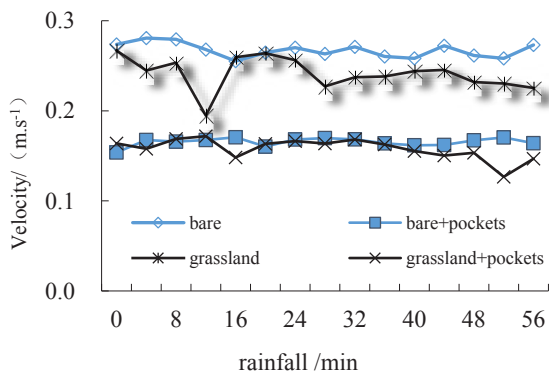 0.3
0.2
0.1
0.0
Velocity/（m.s-1）
bare
bare+pockets
grassland
grassland+pockets
0 8 16 24 32 40 48 56
rainfall /min